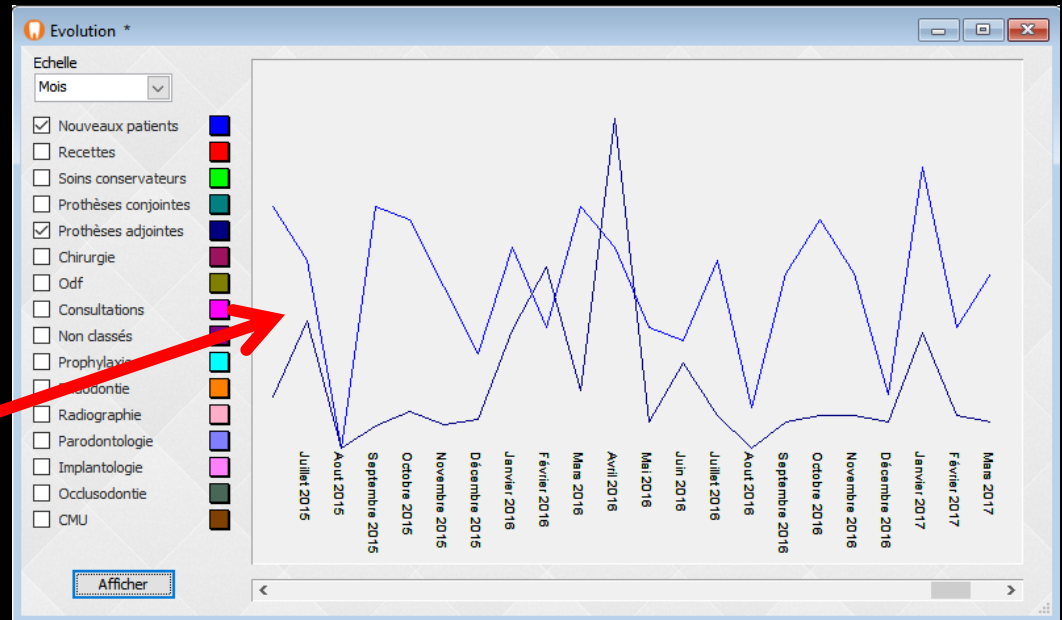 Evolution *
Echelle
Mois
Nouveaux patients
Recettes
Soins conservateurs
Prothèses conjointes
Prothèses adjointes
Chirurgie
Odf
Consultations
Non classés
Prophylaxie
Radiographie
Parodontologie
Implantologie
Occlusodontie
CMU
Afficher
Juillet 2015
Aout 2015
Septembre 2015
Octobre 2015
Novembre 2015
Décembre 2015
Janvier 2016
Février 2016
Mars 2016
Avril 2016
Mai 2016
Juin 2016
Juillet 2016
Aout 2016
Septembre 2016
Octobre 2016
Novembre 2016
Décembre 2016
Janvier 2017
Février 2017
Mars 2017